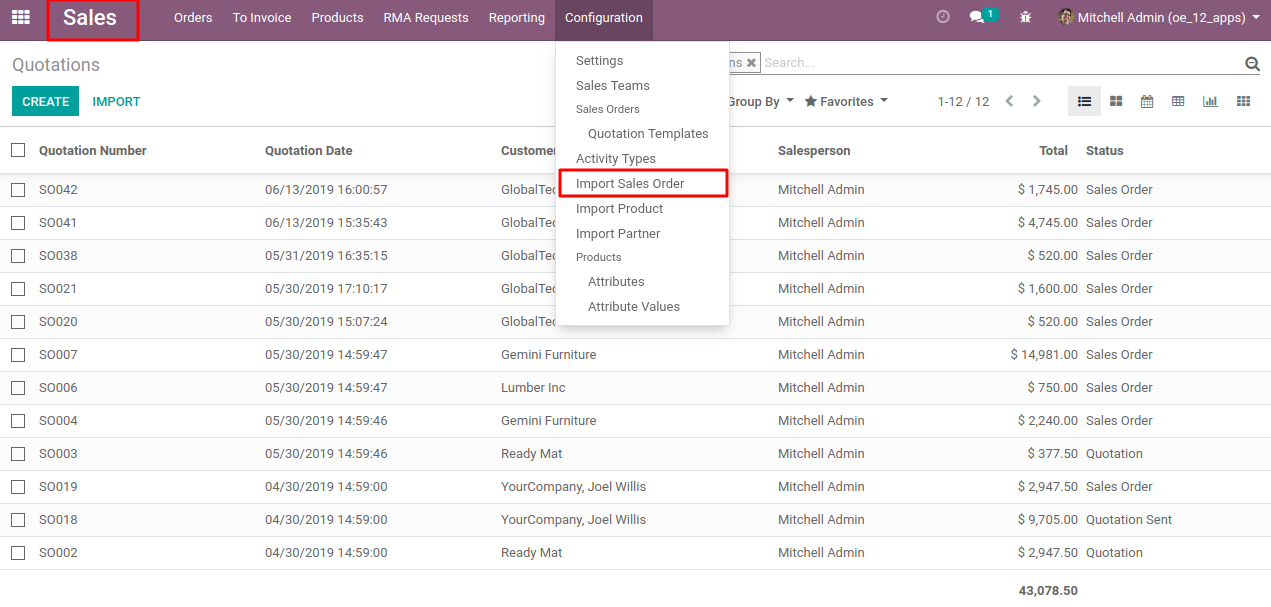 Sales Orders To Invoice Products RMA Requests Reporting Configuration 1 Mitchell Admin (oe_12_apps)
Quotations
ns Search...
CREATE IMPORT
Group By Favorites 1-12 / 12
Settings
Sales Teams
Sales Orders
Quotation Templates
Activity Types
Import Sales Order
Import Product
Import Partner
Products
Attributes
Attribute Values
Quotation Number Quotation Date Customer Salesperson Total Status
SO042 06/13/2019 16:00:57 GlobalTec Mitchell Admin $ 1,745.00 Sales Order
SO041 06/13/2019 15:35:43 GlobalTec Mitchell Admin $ 4,745.00 Sales Order
SO038 05/31/2019 16:35:15 GlobalTec Mitchell Admin $ 520.00 Sales Order
SO021 05/30/2019 17:10:17 GlobalTec Mitchell Admin $ 1,600.00 Sales Order
SO020 05/30/2019 15:07:24 GlobalTec Mitchell Admin $ 520.00 Sales Order
SO007 05/30/2019 14:59:47 Gemini Furniture Mitchell Admin $ 14,981.00 Sales Order
SO006 05/30/2019 14:59:47 Lumber Inc Mitchell Admin $ 750.00 Sales Order
SO004 05/30/2019 14:59:46 Gemini Furniture Mitchell Admin $ 2,240.00 Sales Order
SO003 05/30/2019 14:59:46 Ready Mat Mitchell Admin $ 377.50 Quotation
SO019 04/30/2019 14:59:00 YourCompany, Joel Willis Mitchell Admin $ 2,947.50 Sales Order
SO018 04/30/2019 14:59:00 YourCompany, Joel Willis Mitchell Admin $ 9,705.00 Quotation Sent
SO002 04/30/2019 14:59:00 Ready Mat Mitchell Admin $ 2,947.50 Quotation
43,078.50